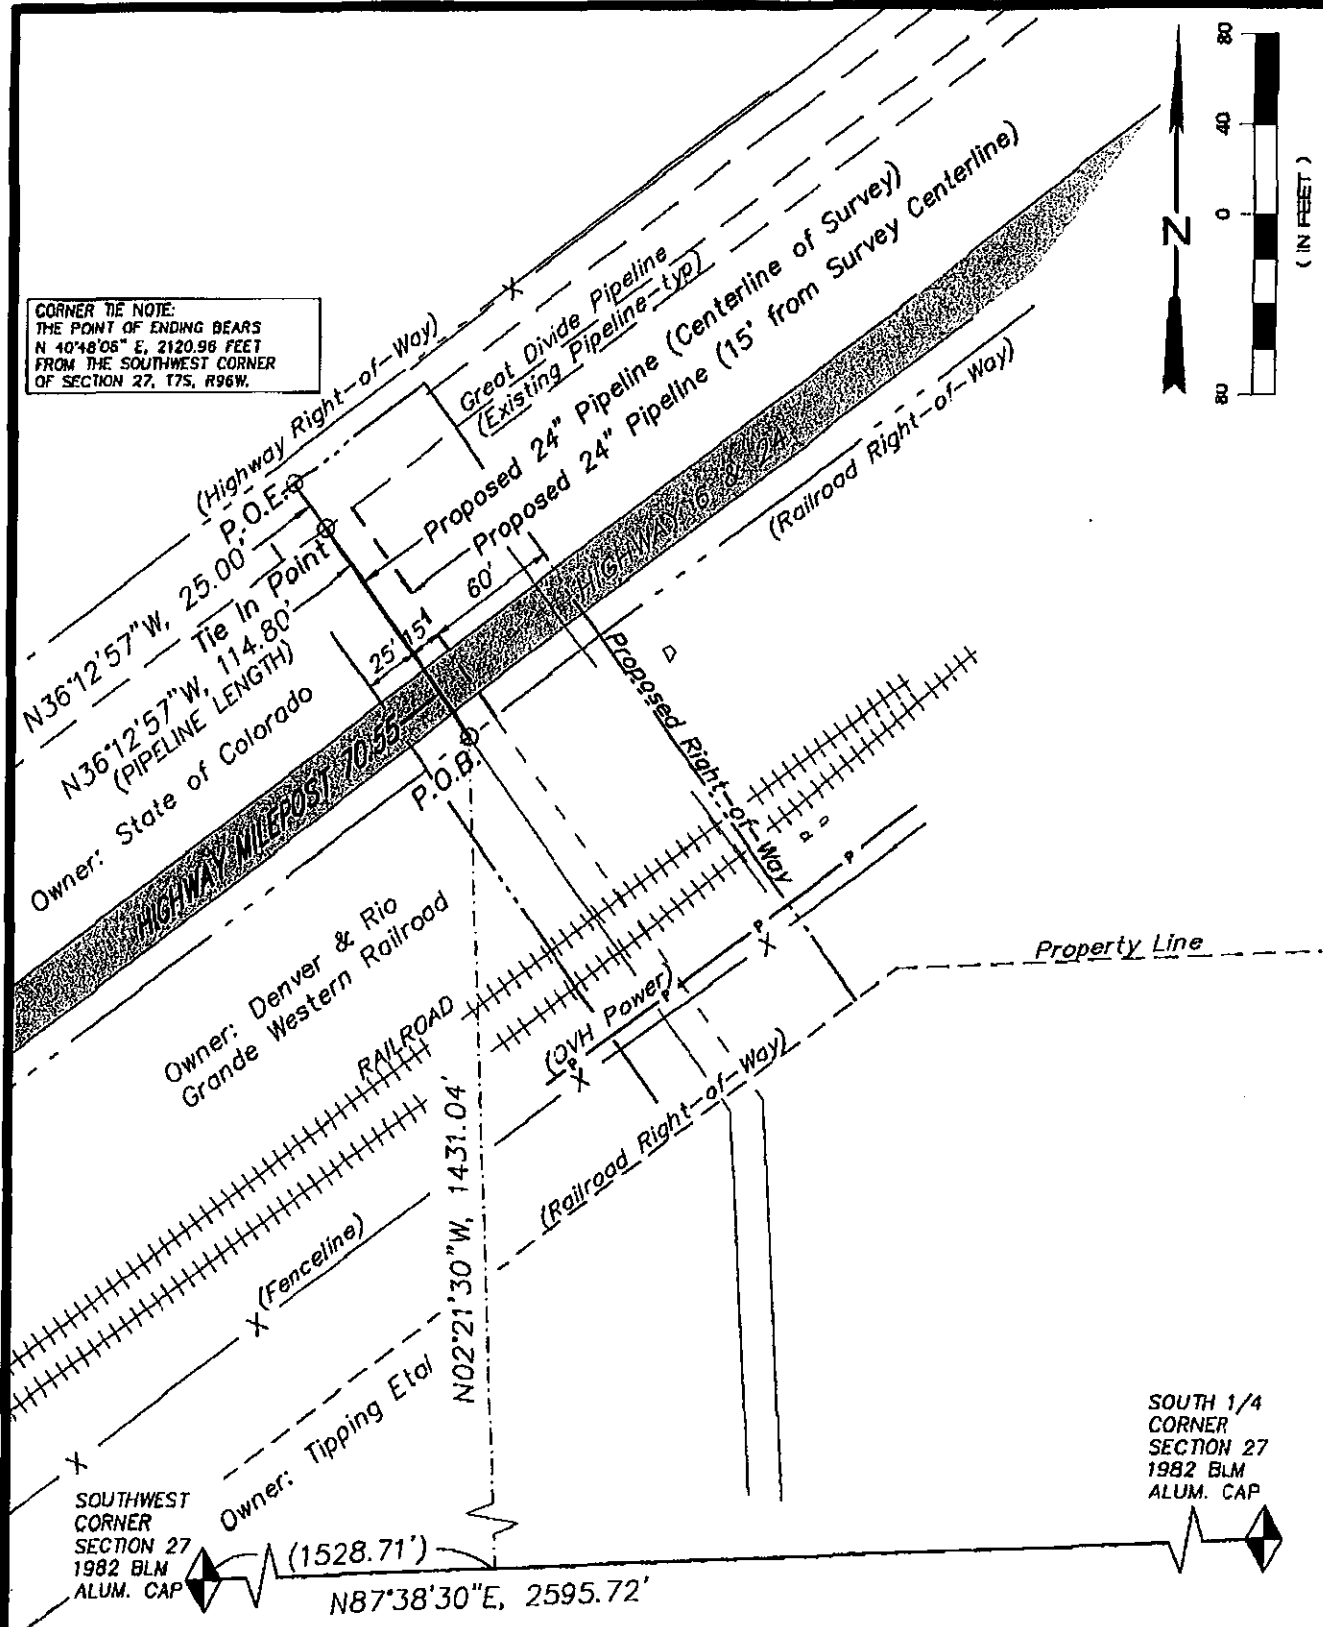 80
40
0
80
( IN FEET )
N
CORNER TIE NOTE:
THE POINT OF ENDING BEARS
N 40°48'06" E, 2120.96 FEET
FROM THE SOUTHWEST CORNER
OF SECTION 27, T7S, R96W.
(Highway Right-of-Way)
Great Divide Pipeline
(Existing Pipeline-typ)
Proposed 24" Pipeline (Centerline of Survey)
Proposed 24" Pipeline (15' from Survey Centerline)
HIGHWAY 6 & 24
(Railroad Right-of-Way)
P.O.E.
N36°12'57"W, 25.00'
Tie In Point
N36°12'57"W, 114.80'
(PIPELINE LENGTH)
60'
25'
15'
Owner: State of Colorado
HIGHWAY MILEPOST 70.55
P.O.B.
Proposed Right-of-Way
Owner: Denver & Rio
Grande Western Railroad
RAILROAD
(OVH Power)
P
P
P
P
X
X
X
X
X
Property Line
(Railroad Right-of-Way)
(Fenceline)
N02°21'30"W, 1431.04'
Owner: Tipping Etal
SOUTHWEST
CORNER
SECTION 27
1982 BLM
ALUM. CAP
(1528.71')
N87°38'30"E, 2595.72'
SOUTH 1/4
CORNER
SECTION 27
1982 BLM
ALUM. CAP